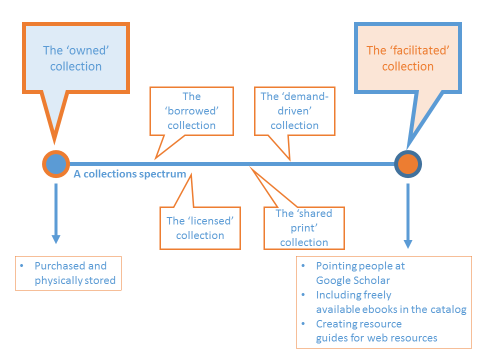 The ‘owned’
collection
The ‘facilitated’
collection
The
‘borrowed’
collection
The ‘demand-
driven’
collection
A collections spectrum
The ‘licensed’
collection
The ‘shared
print’
collection
• Purchased and
physically stored
• Pointing people at
Google Scholar
• Including freely
available ebooks in the catalog
• Creating resource
guides for web resources